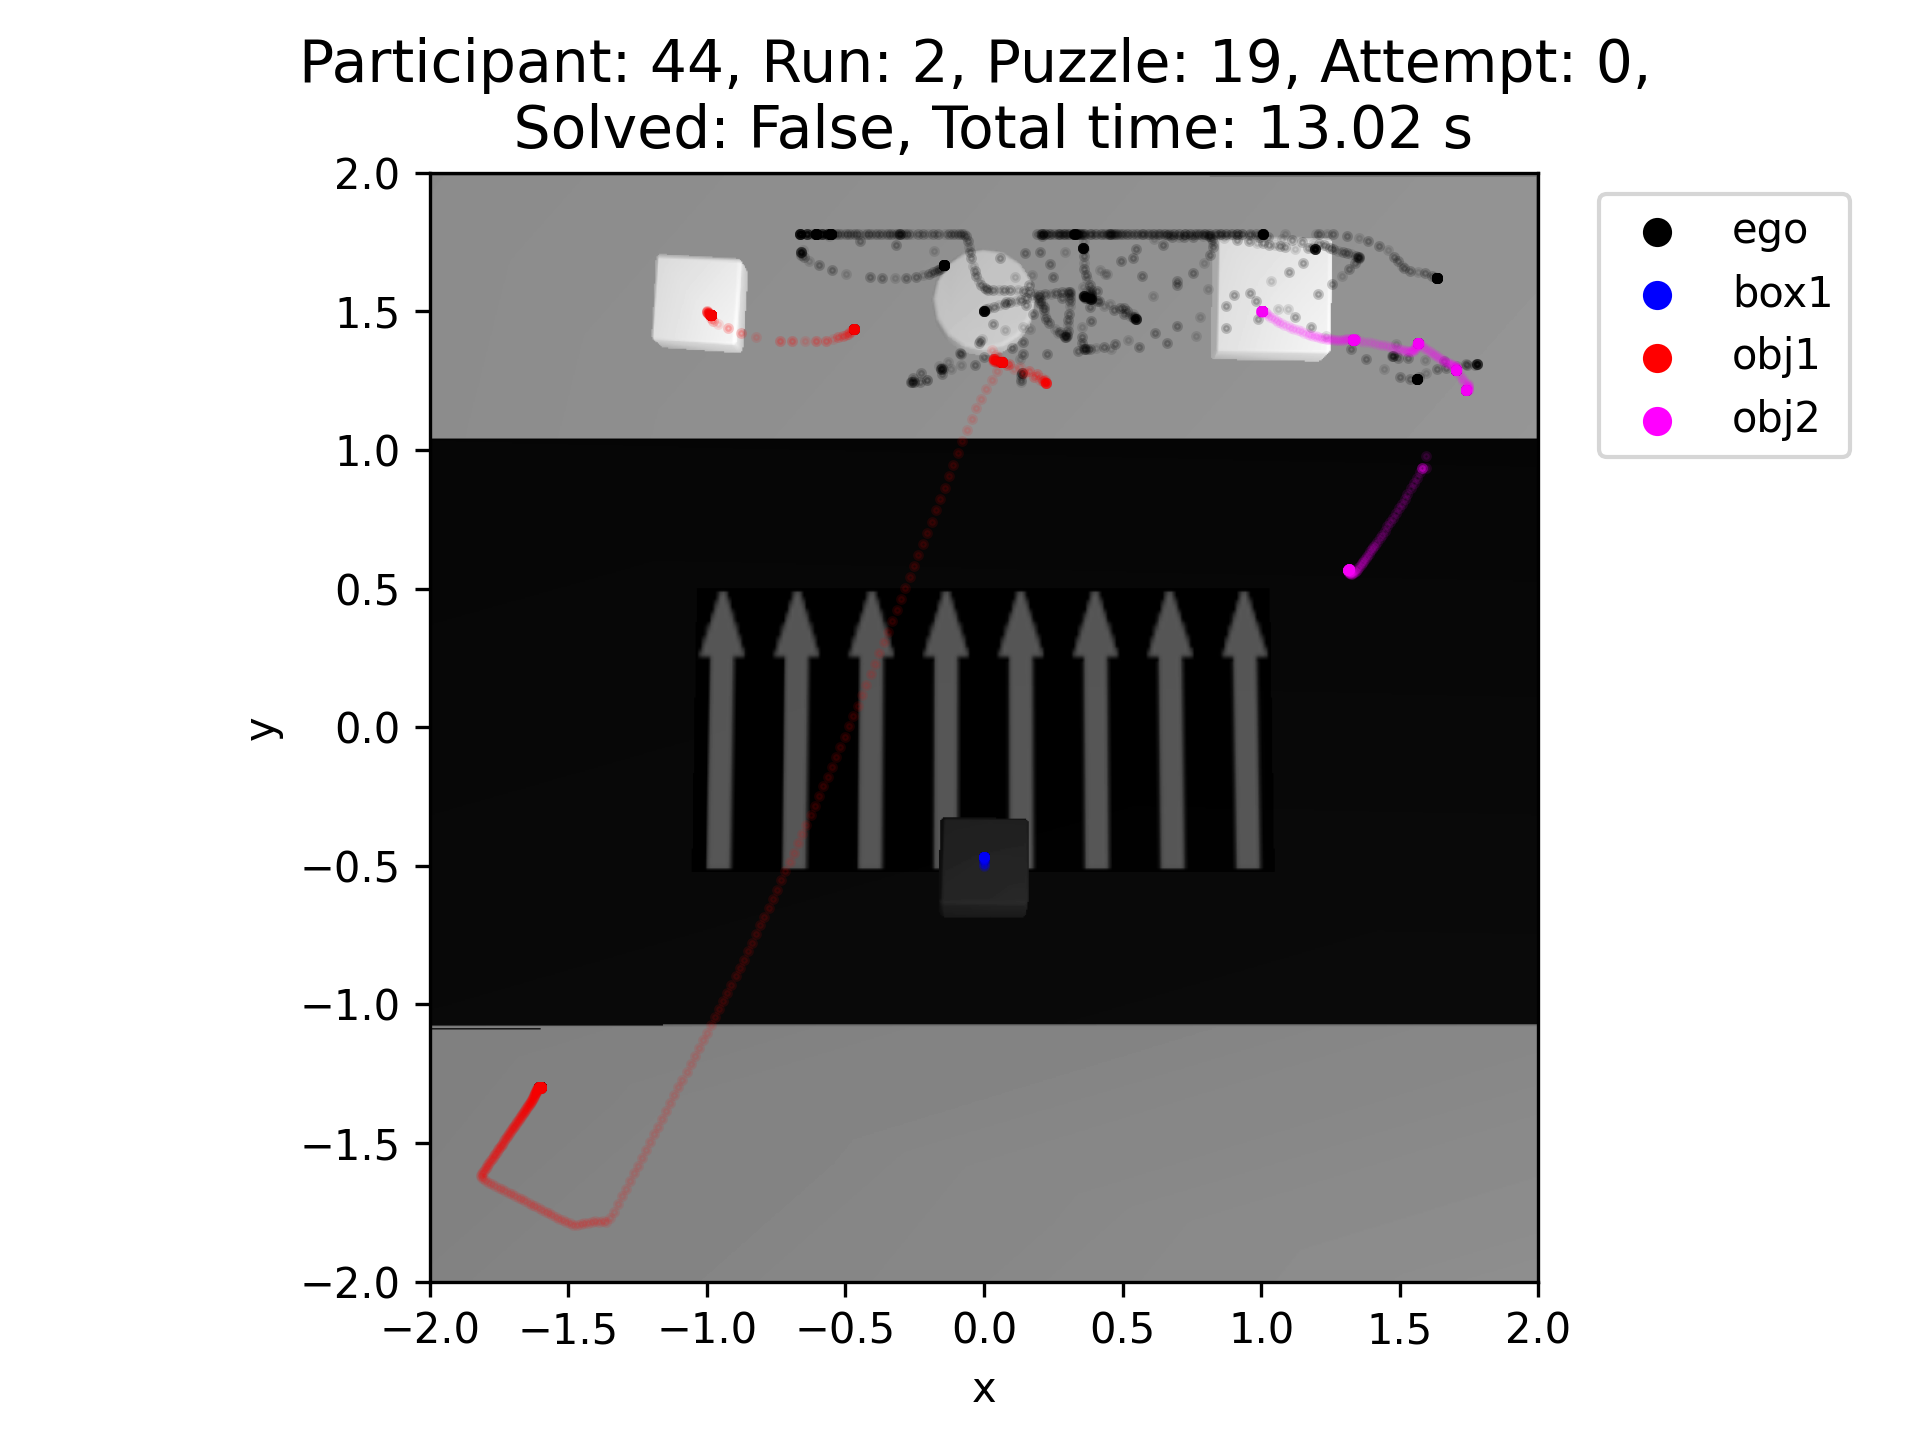 Participant: 44, Run: 2, Puzzle: 19, Attempt: 0,
Solved: False, Total time: 13.02 s
2.0
1.5
1.0
0.5
0.0
−0.5
−1.0
−1.5
−2.0
y
−2.0 −1.5 −1.0 −0.5 0.0 0.5 1.0 1.5 2.0
x
ego
box1
obj1
obj2